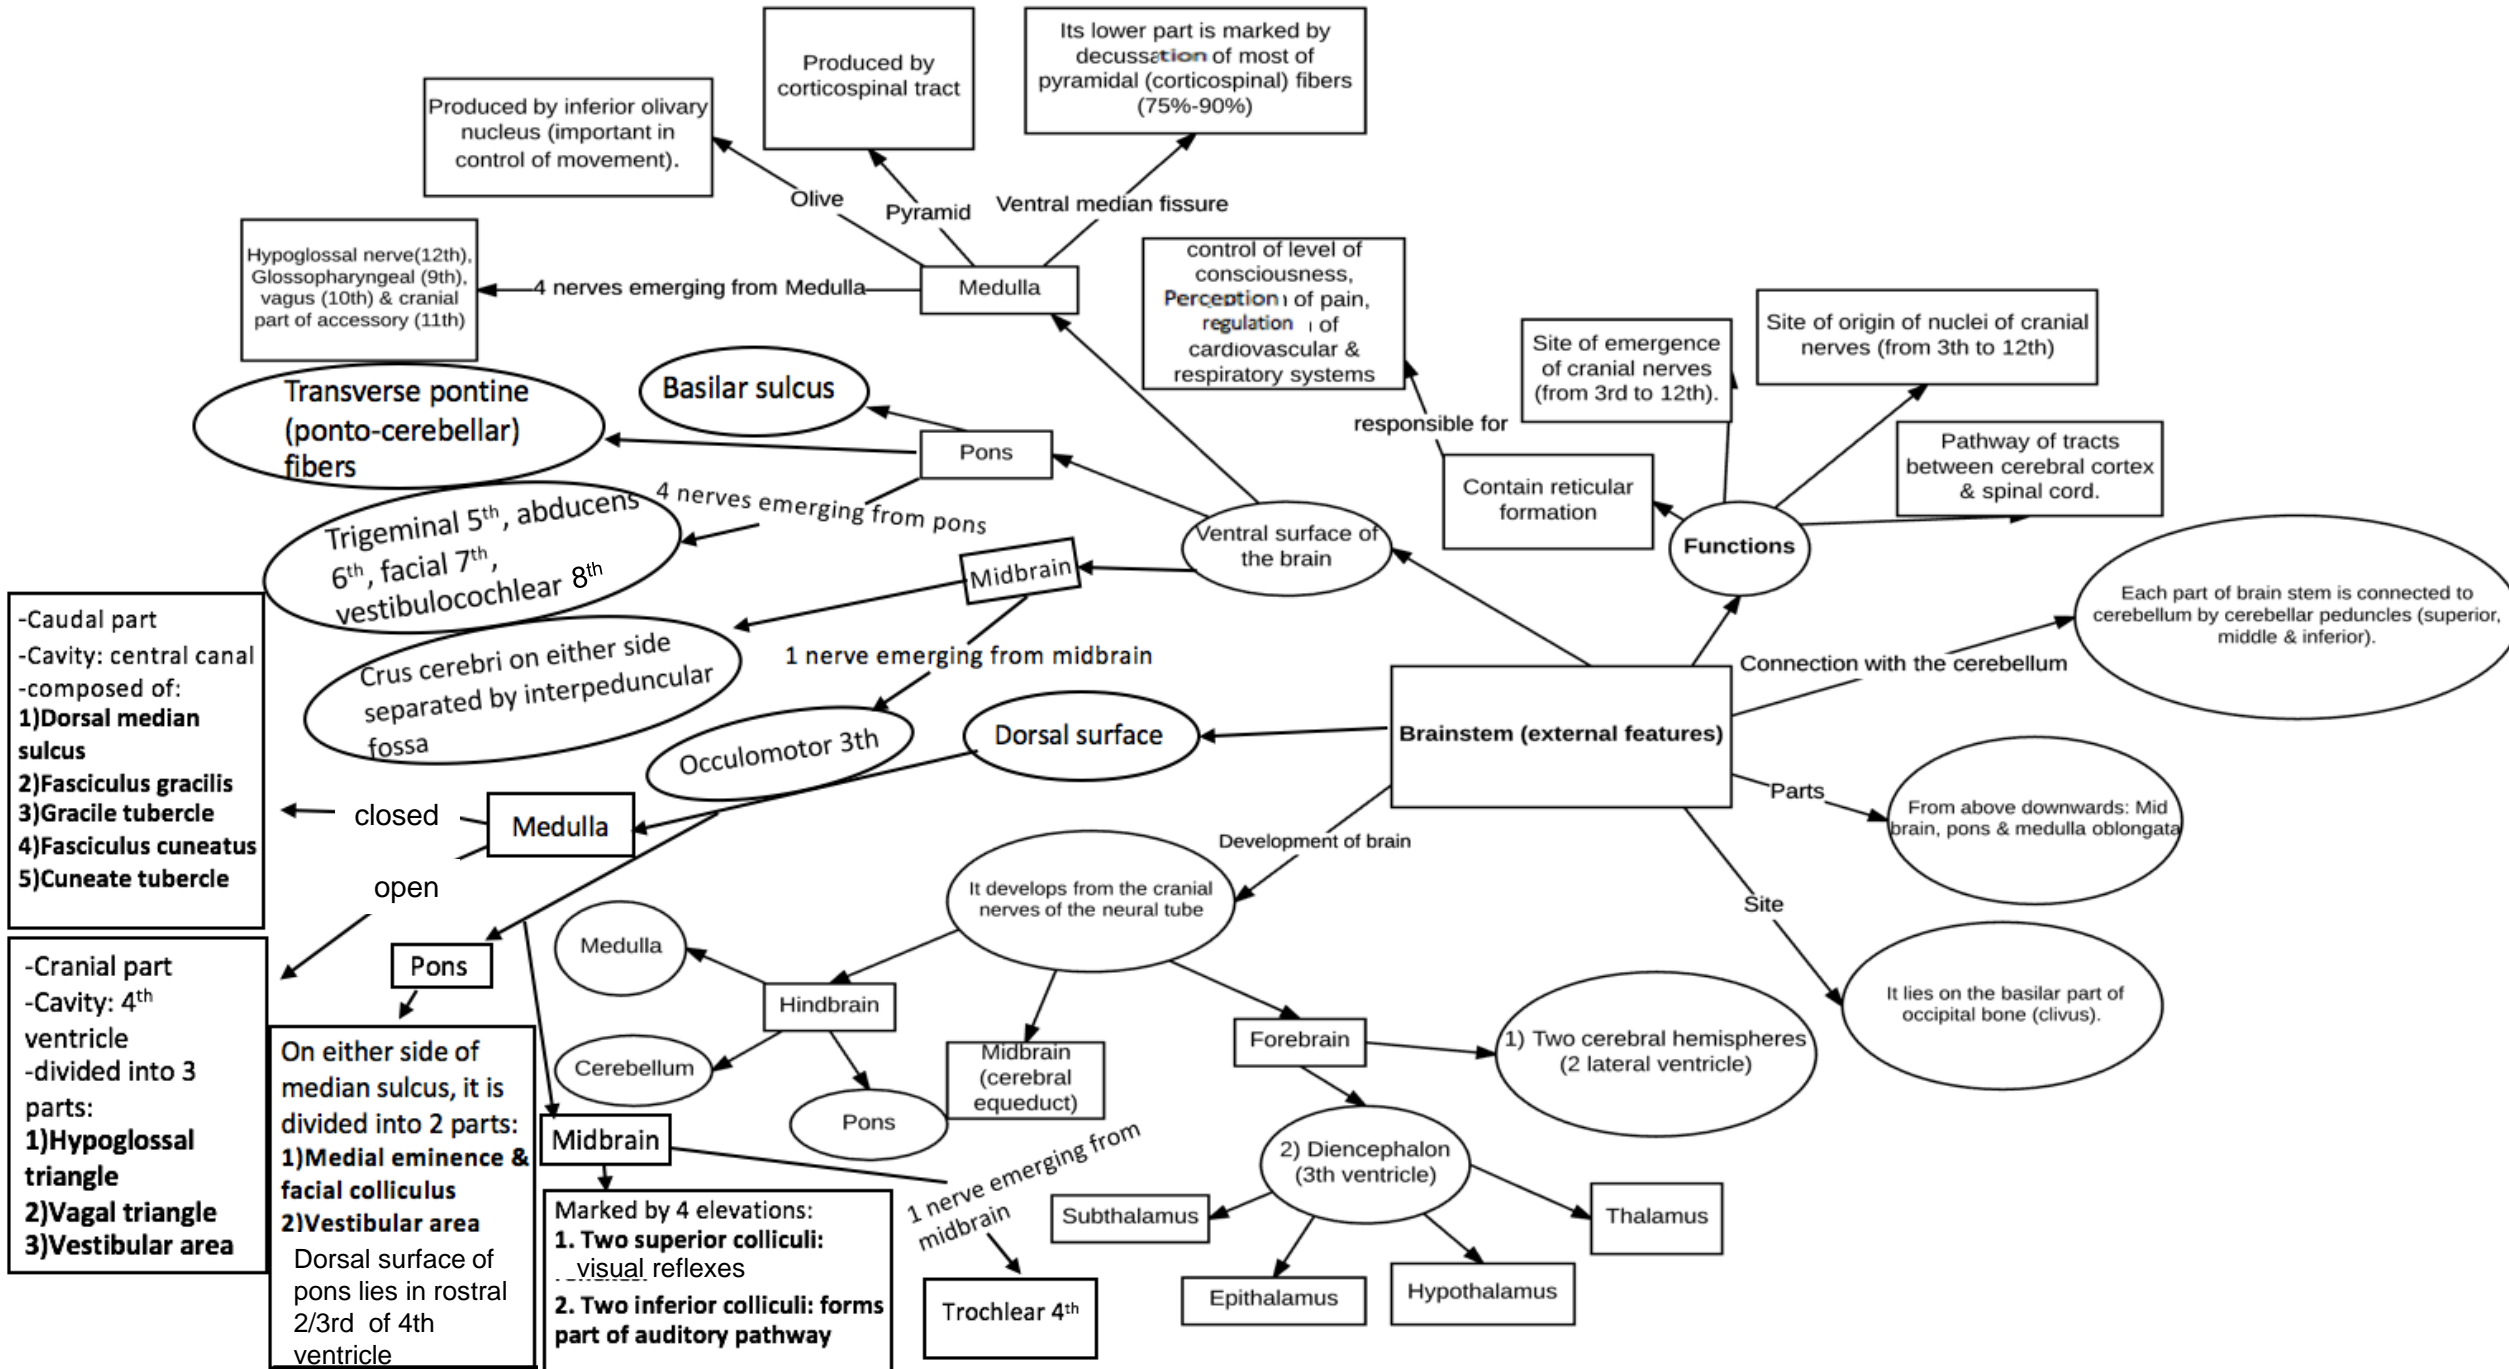 Its lower part is marked by
decussation of most of
pyramidal (corticospinal) fibers
(75%-90%)
Produced by
corticospinal tract
Produced by inferior olivary
nucleus (important in
control of movement).
Olive
Pyramid
Ventral median fissure
Hypoglossal nerve(12th),
Glossopharyngeal (9th),
vagus (10th) & cranial
part of accessory (11th)
4 nerves emerging from Medulla
Medulla
control of level of
consciousness,
Perception of pain,
regulation of
cardiovascular &
respiratory systems
Site of emergence
of cranial nerves
(from 3rd to 12th).
Site of origin of nuclei of cranial
nerves (from 3th to 12th)
Transverse pontine
(ponto-cerebellar)
fibers
Basilar sulcus
Pons
responsible for
Pathway of tracts
between cerebral cortex
& spinal cord.
Contain reticular
formation
Functions
4 nerves emerging from pons
Trigeminal 5th, abducens
6th, facial 7th,
vestibulocochlear 8th
Ventral surface of
the brain
Midbrain
Each part of brain stem is connected to
cerebellum by cerebellar peduncles (superior,
middle & inferior).
Connection with the cerebellum
Crus cerebri on either side
separated by interpeduncular
fossa
1 nerve emerging from midbrain
Occulomotor 3th
Dorsal surface
Brainstem (external features)
Parts
From above downwards: Mid
brain, pons & medulla oblongata
Site
It lies on the basilar part of
occipital bone (clivus).
-Caudal part
-Cavity: central canal
-composed of:
1)Dorsal median
sulcus
2)Fasciculus gracilis
3)Gracile tubercle
4)Fasciculus cuneatus
5)Cuneate tubercle
closed
Medulla
open
Development of brain
It develops from the cranial
nerves of the neural tube
-Cranial part
-Cavity: 4th
ventricle
-divided into 3
parts:
1)Hypoglossal
triangle
2)Vagal triangle
3)Vestibular area
Pons
On either side of
median sulcus, it is
divided into 2 parts:
1)Medial eminence &
facial colliculus
2)Vestibular area
Dorsal surface of
pons lies in rostral
2/3rd of 4th
ventricle
Medulla
Hindbrain
Cerebellum
Pons
Midbrain
(cerebral
equeduct)
Forebrain
1) Two cerebral hemispheres
(2 lateral ventricle)
2) Diencephalon
(3th ventricle)
Subthalamus
Epithalamus
Hypothalamus
Thalamus
Midbrain
Marked by 4 elevations:
1. Two superior colliculi:
visual reflexes
2. Two inferior colliculi: forms
part of auditory pathway
1 nerve emerging from
midbrain
Trochlear 4th